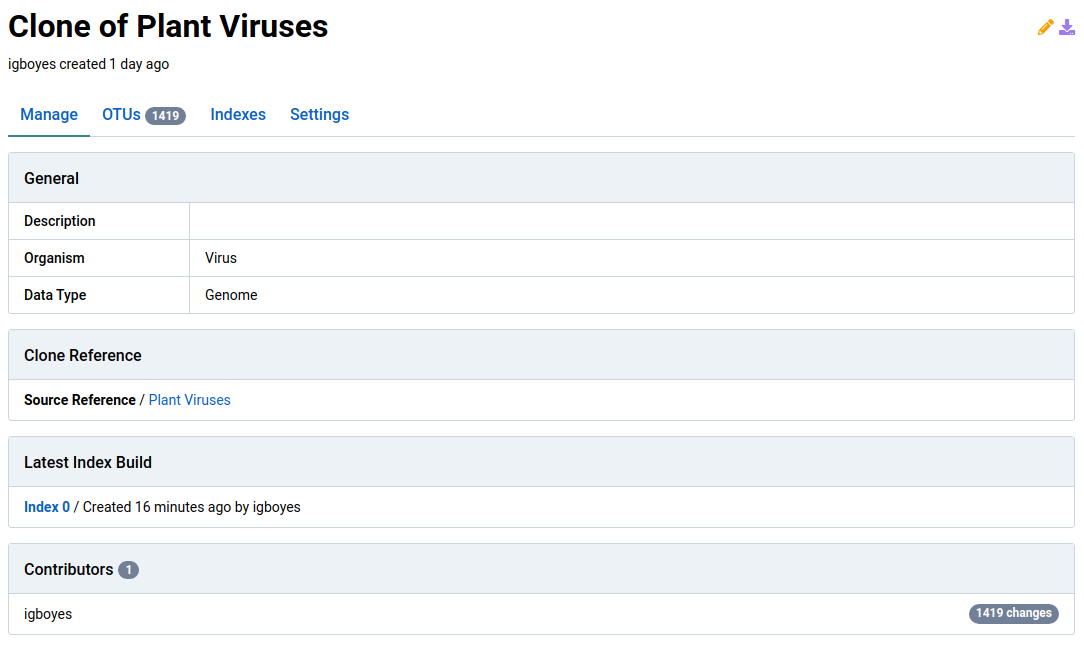 Clone of Plant Viruses
igboyes created 1 day ago
Manage OTUs 1419 Indexes Settings
General
Description
Organism Virus
Data Type Genome
Clone Reference
Source Reference / Plant Viruses
Latest Index Build
Index 0 / Created 16 minutes ago by igboyes
Contributors 1
igboyes 1419 changes